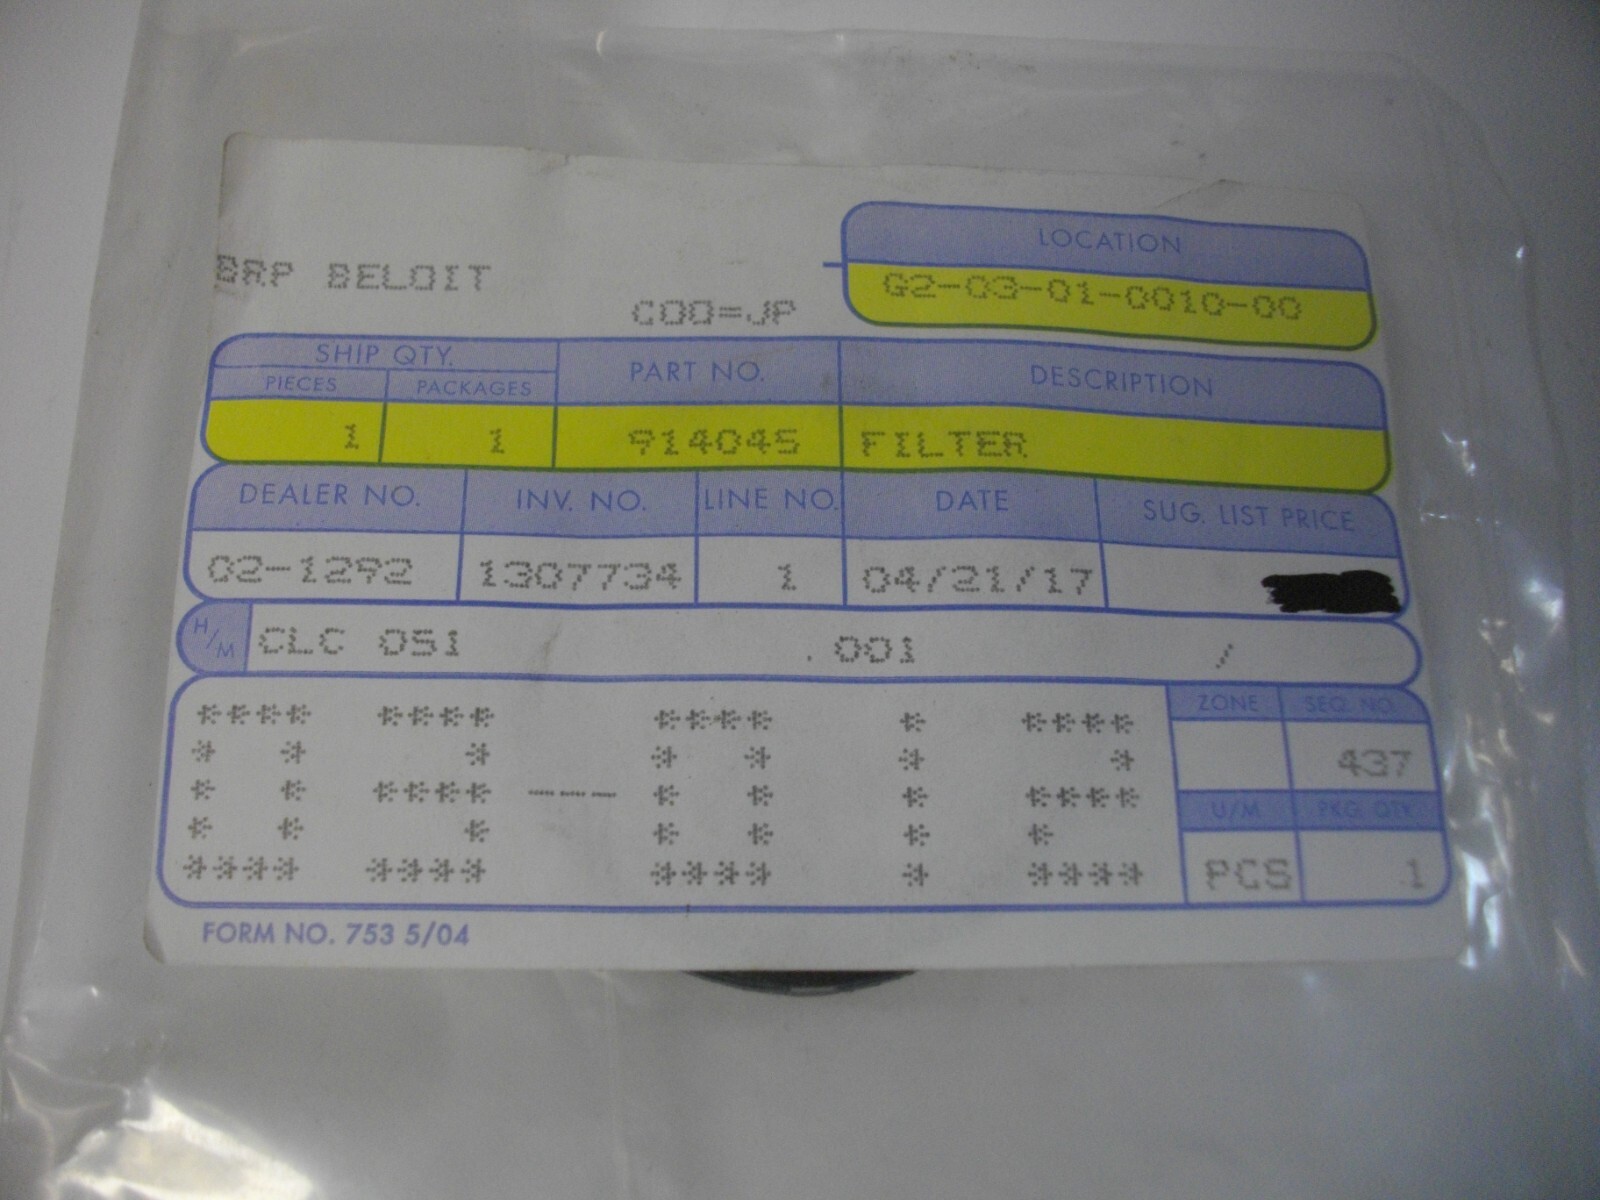 LOCATION
BRP BELOIT
G2-03-01-0010-00
COO=JP
SHIP QTY.
PIECES PACKAGES PART NO. DESCRIPTION
1 1 914045 FILTER
DEALER NO. INV. NO. LINE NO. DATE SUG. LIST PRICE
02-1292 1307734 1 04/21/17
H/M CLC 051 .001 /
**** **** **** * **** ZONE SEQ. NO.
* * * * * * * 437
* * **** --- * * * ****
* * * * * * * U/M PKG. QTY.
**** **** **** * **** PCS 1
FORM NO. 753 5/04